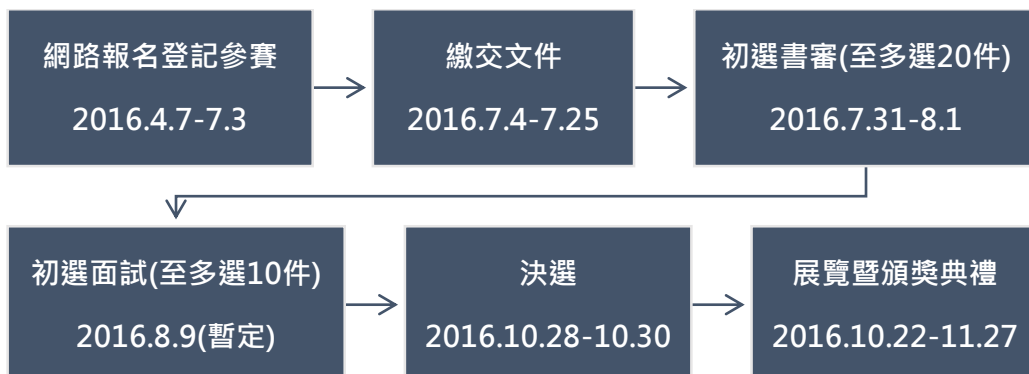 網路報名登記參賽
2016.4.7-7.3
繳交文件
2016.7.4-7.25
初選書審(至多選20件)
2016.7.31-8.1
初選面試(至多選10件)
2016.8.9(暫定)
決選
2016.10.28-10.30
展覽暨頒獎典禮
2016.10.22-11.27